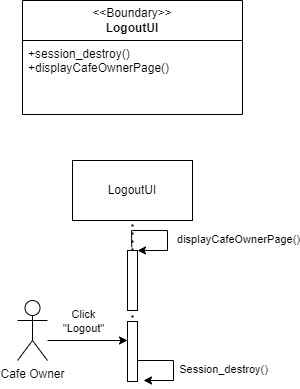 <<Boundary>>
LogoutUI
+session_destroy()
+displayCafeOwnerPage()
LogoutUI
displayCafeOwnerPage()
Click
"Logout"
Cafe Owner
Session_destroy()